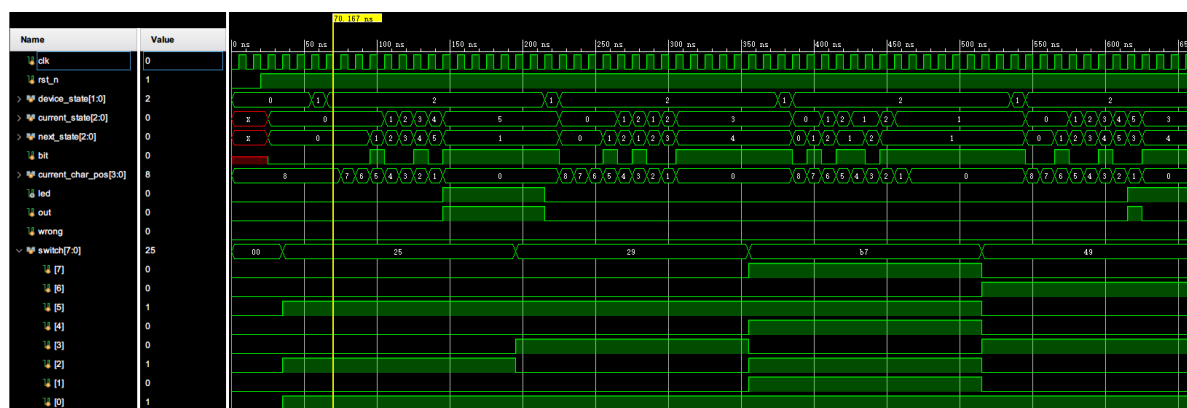 70.167 ns
Name Value
0 ns 50 ns 100 ns 150 ns 200 ns 250 ns 300 ns 350 ns 400 ns 450 ns 500 ns 550 ns 600 ns
clk 0
rst_n 1
device_state[1:0] 2 0 1 2 1 2 1 2 1 2
current_state[2:0] 0 X 0 1 2 3 4 5 0 1 2 1 2 3 0 1 2 1 2 1 0 1 2 3 4 5 3
next_state[2:0] 0 X 0 1 2 3 4 5 1 0 1 2 1 2 3 4 0 1 2 1 2 1 0 1 2 3 4 5 3 4
bit 0
current_char_pos[3:0] 8 8 7 6 5 4 3 2 1 0 8 7 6 5 4 3 2 1 0 8 7 6 5 4 3 2 1 0 8 7 6 5 4 3 2 1 0
led 0
out 0
wrong 0
switch[7:0] 25 00 25 29 b7 49
[7] 0
[6] 0
[5] 1
[4] 0
[3] 0
[2] 1
[1] 0
[0] 1